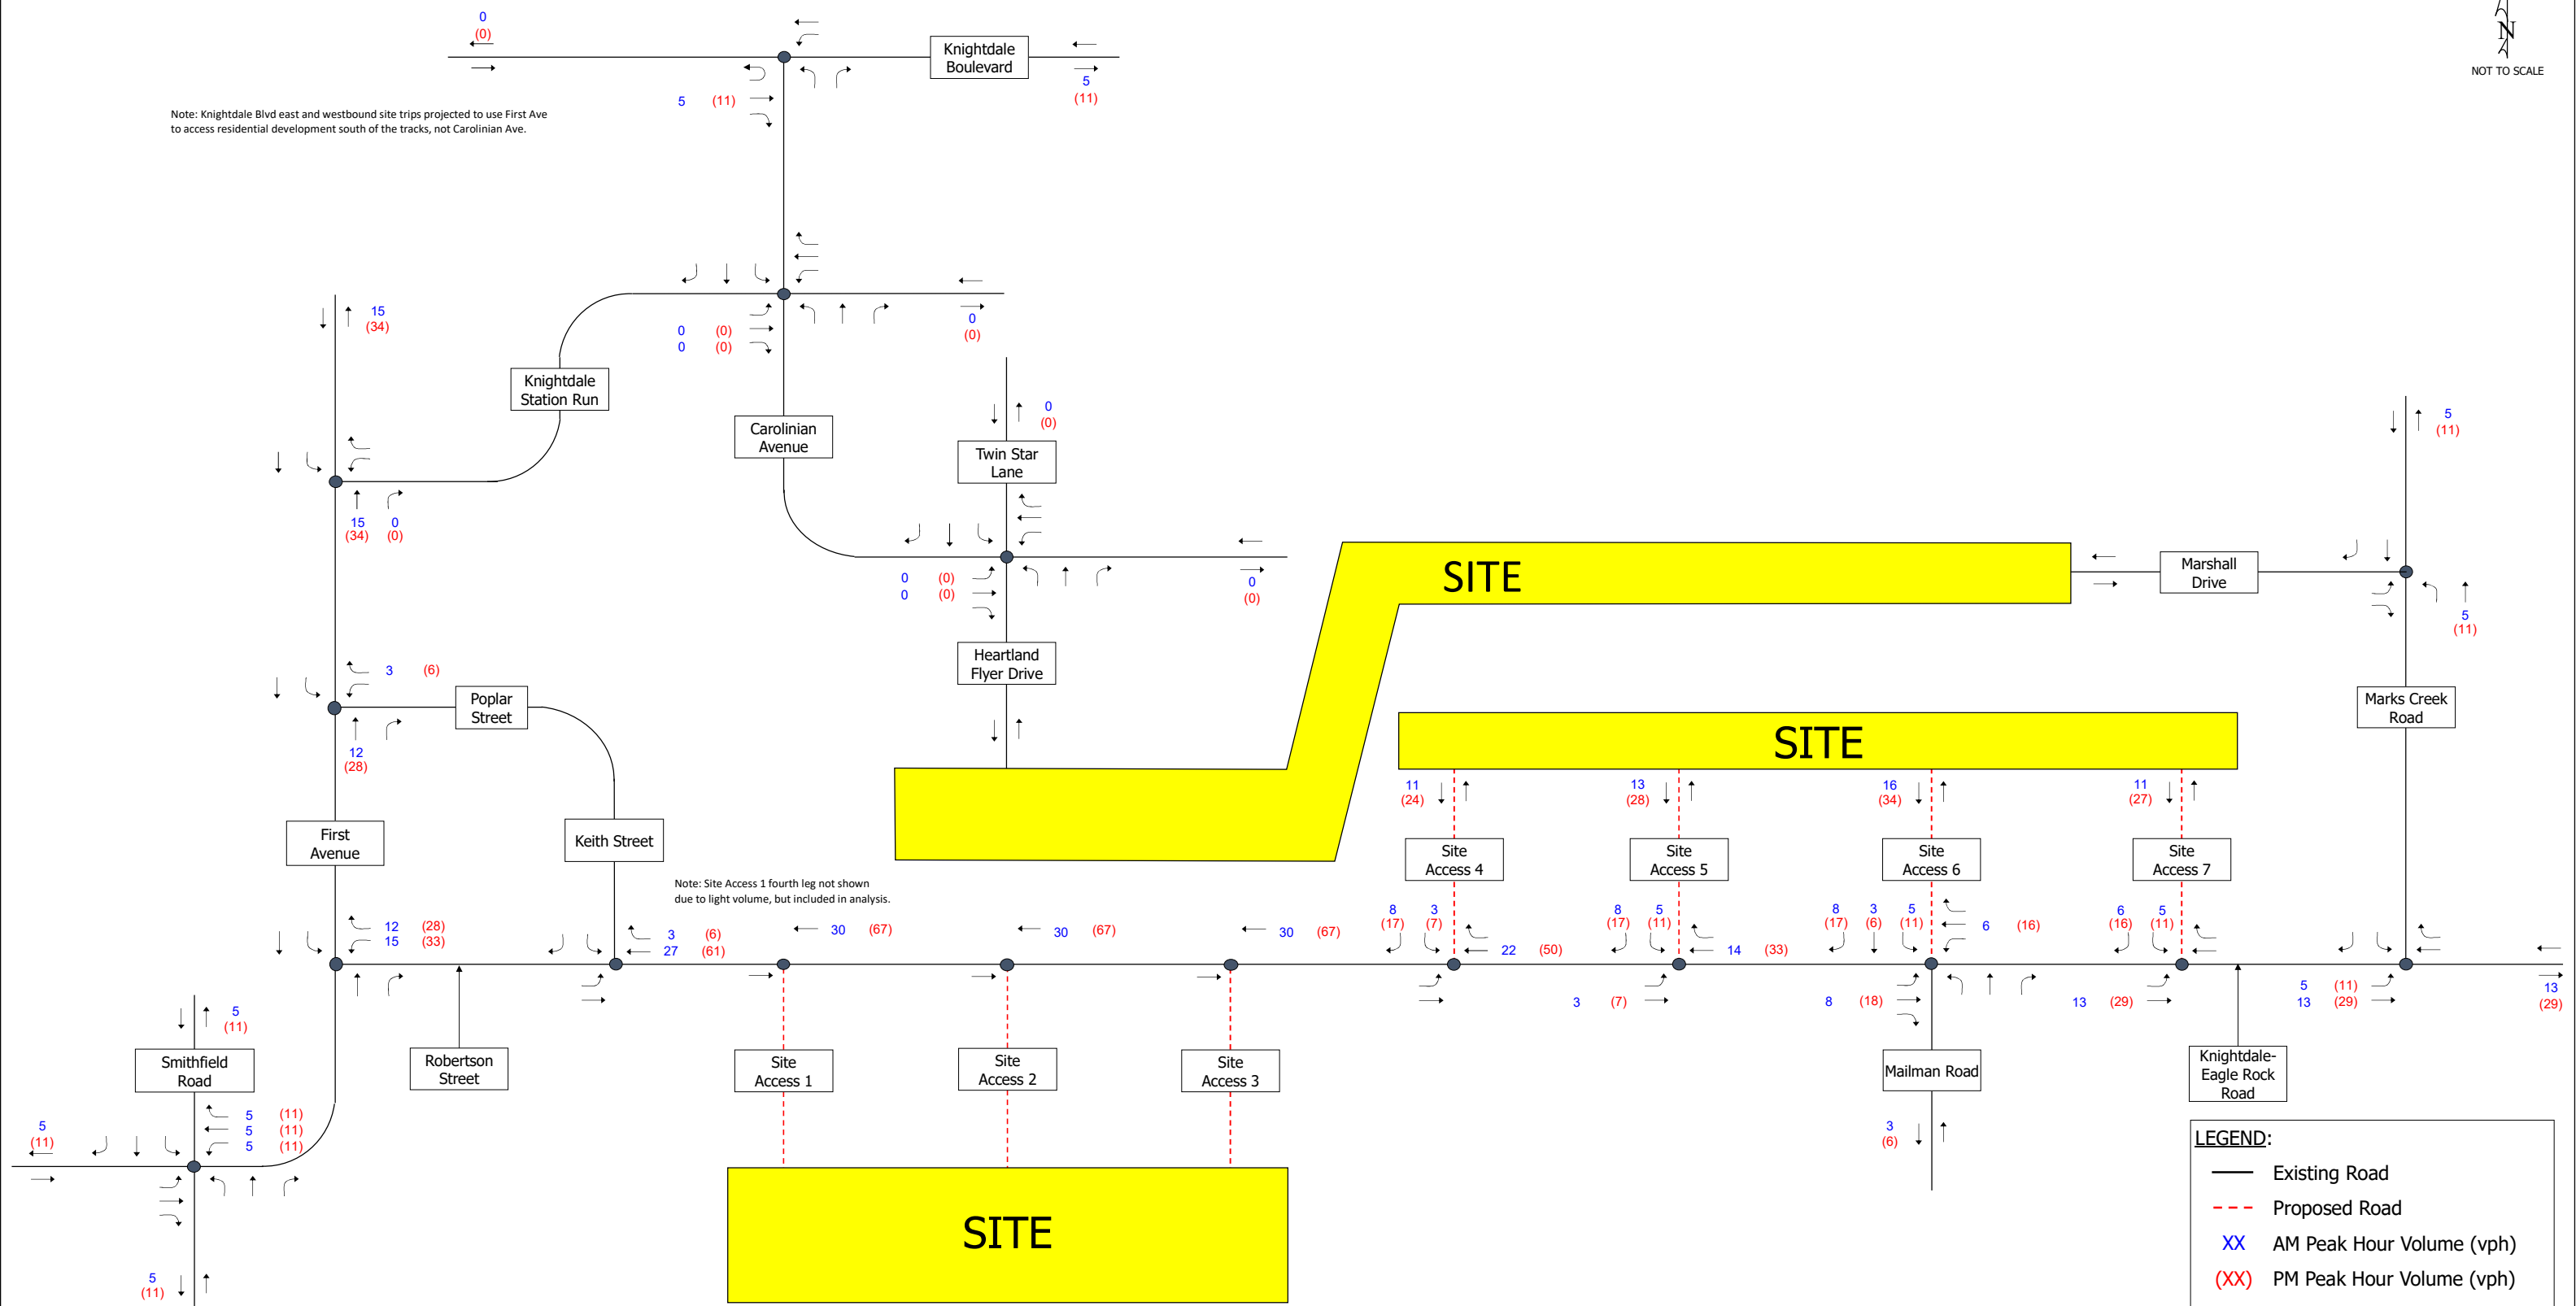 0
(0)
Knightdale
Boulevard
5
(11)
5 (11)
N
NOT TO SCALE
Note: Knightdale Blvd east and westbound site trips projected to use First Ave
to access residential development south of the tracks, not Carolinian Ave.
15
(34)
0 (0)
0 (0)
0
(0)
Knightdale
Station Run
Carolinian
Avenue
0
(0)
Twin Star
Lane
5
(11)
15 0
(34) (0)
0 (0)
0 (0)
0
(0)
SITE
Marshall
Drive
5
(11)
3 (6)
Poplar
Street
Heartland
Flyer Drive
Marks Creek
Road
12
(28)
SITE
11
(24)
13
(28)
16
(34)
11
(27)
First
Avenue
Keith Street
Site
Access 4
Site
Access 5
Site
Access 6
Site
Access 7
Note: Site Access 1 fourth leg not shown
due to light volume, but included in analysis.
12 (28)
15 (33)
3 (6)
27 (61)
30 (67)
30 (67)
30 (67)
8 3
(17) (7)
22 (50)
8 5
(17) (11)
14 (33)
8 3 5
(17) (6) (11)
6 (16)
6 5
(16) (11)
3 (7)
8 (18)
13 (29)
5 (11)
13 (29)
13
(29)
5
(11)
Smithfield
Road
Robertson
Street
Site
Access 1
Site
Access 2
Site
Access 3
Mailman Road
Knightdale-
Eagle Rock
Road
5 (11)
5 (11)
5 (11)
5
(11)
3
(6)
SITE
5
(11)
LEGEND:
Existing Road
Proposed Road
XX AM Peak Hour Volume (vph)
(XX) PM Peak Hour Volume (vph)